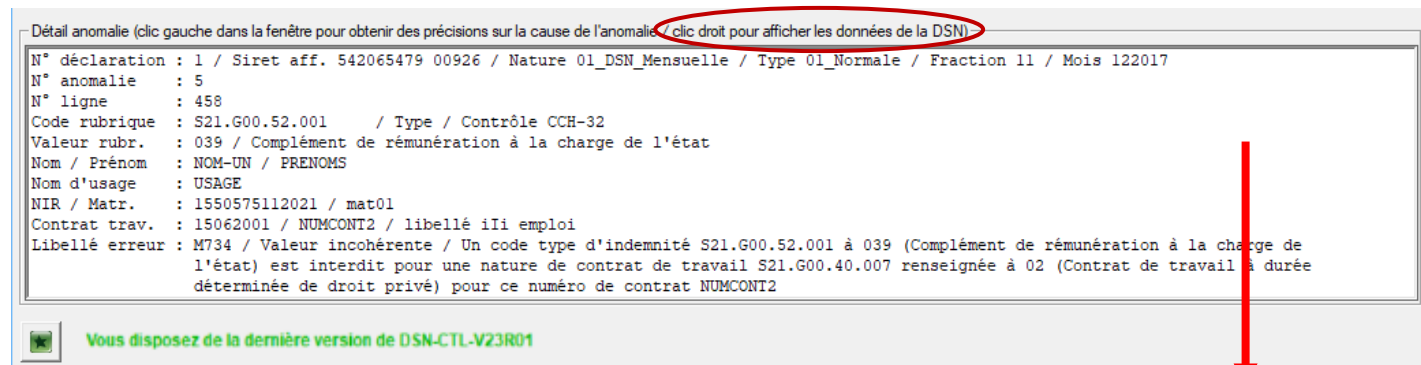 Détail anomalie (clic gauche dans la fenêtre pour obtenir des précisions sur la cause de l'anomalie / clic droit pour afficher les données de la DSN)
N° déclaration : 1 / Siret aff. 542065479 00926 / Nature 01_DSN_Mensuelle / Type 01_Normale / Fraction 11 / Mois 122017
N° anomalie : 5
N° ligne : 458
Code rubrique : S21.G00.52.001 / Type / Contrôle CCH-32
Valeur rubr. : 039 / Complément de rémunération à la charge de l'état
Nom / Prénom : NOM-UN / PRENOMS
Nom d'usage : USAGE
NIR / Matr. : 1550575112021 / mat01
Contrat trav. : 15062001 / NUMCONT2 / libellé iIi emploi
Libellé erreur : M734 / Valeur incohérente / Un code type d'indemnité S21.G00.52.001 à 039 (Complément de rémunération à la charge de
l'état) est interdit pour une nature de contrat de travail S21.G00.40.007 renseignée à 02 (Contrat de travail à durée
déterminée de droit privé) pour ce numéro de contrat NUMCONT2
Vous disposez de la dernière version de DSN-CTL-V23R01